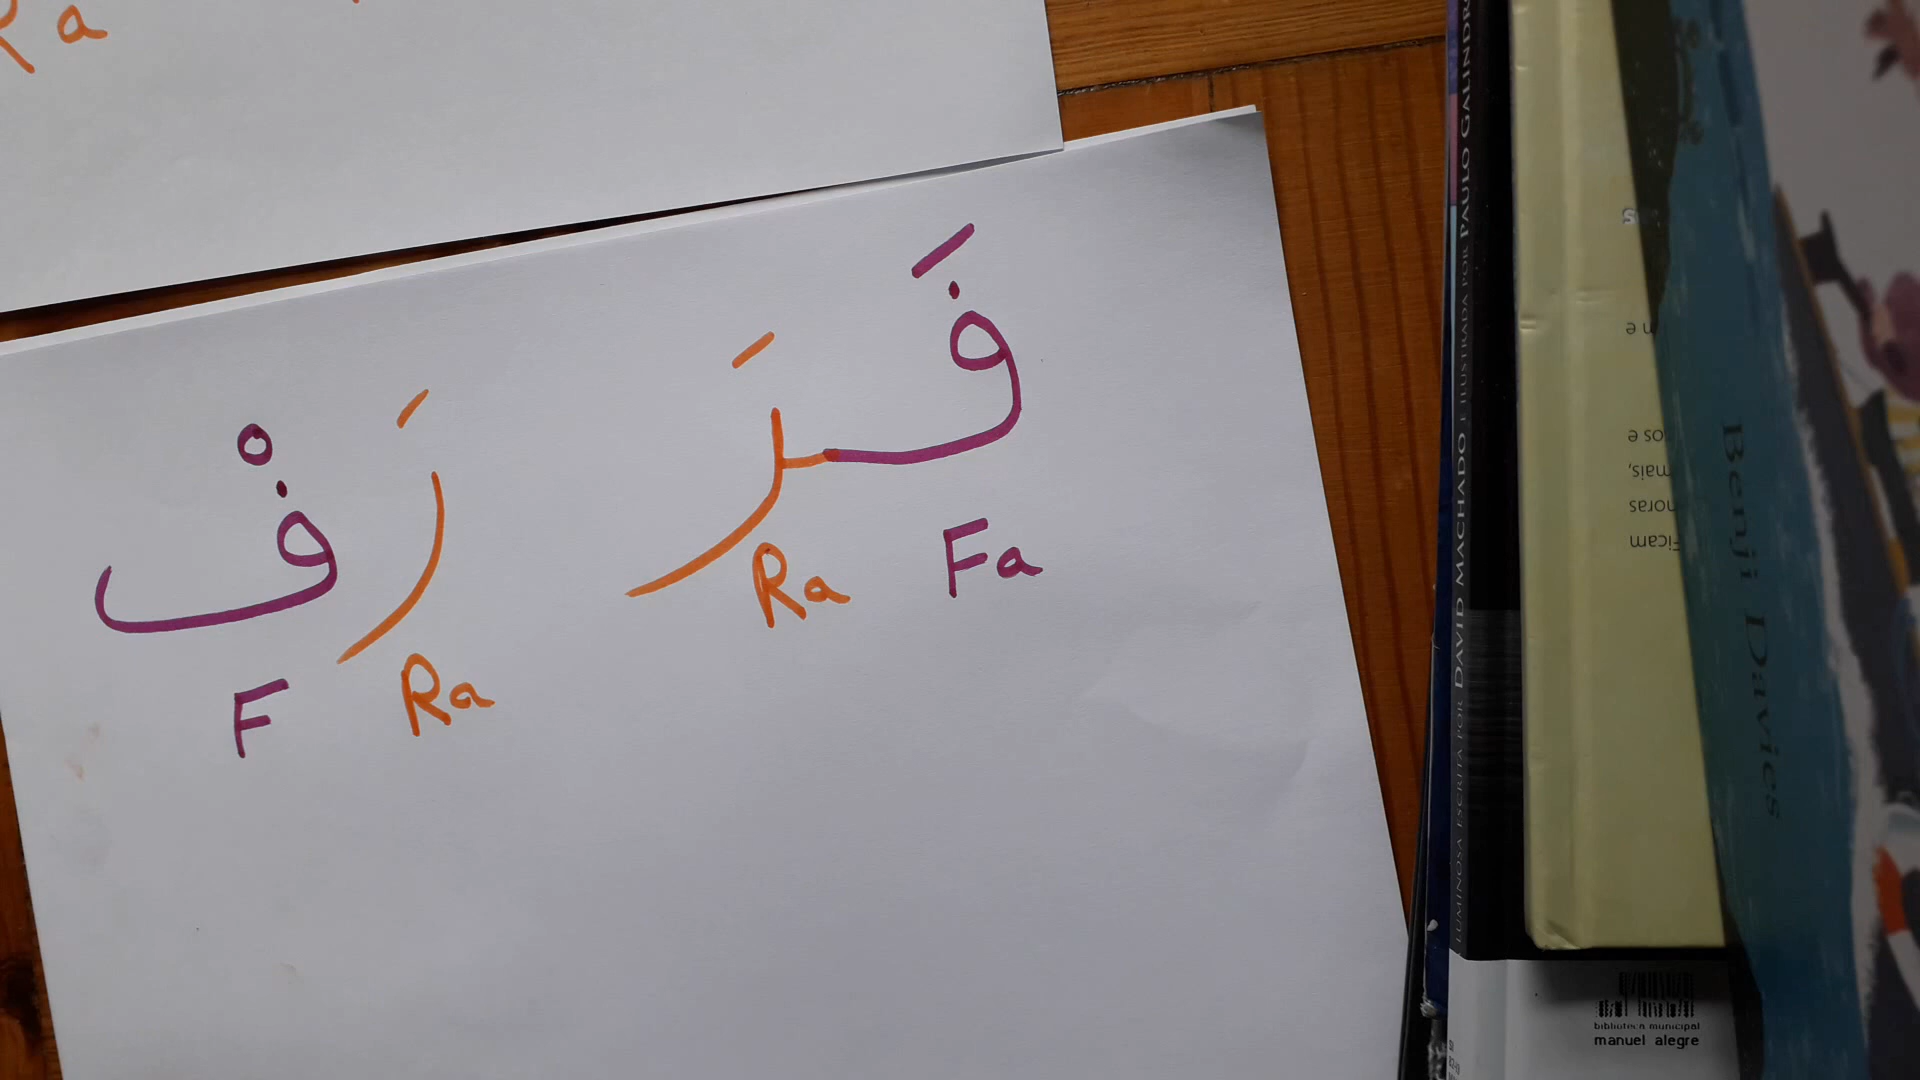 Ra
فَرَ رَفْ
Fa Ra Ra F
LUMINOSA ESCRITA POR DAVID MACHADO E ILUSTRADA POR PAULO GALINDRO
mais,
horas
Ficam
Benji Davies
biblioteca municipal
manuel alegre